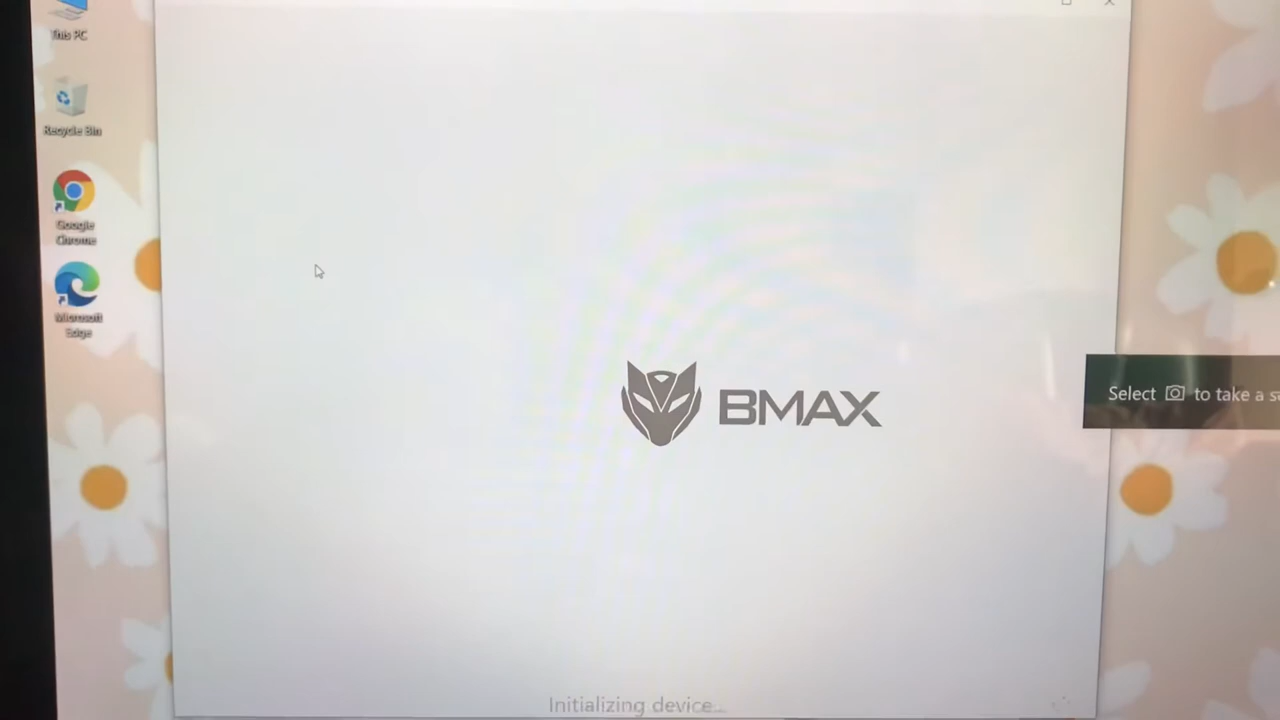 This PC
Recycle Bin
Google
Chrome
Microsoft
Edge
BMAX
Select to take a
Initializing device...